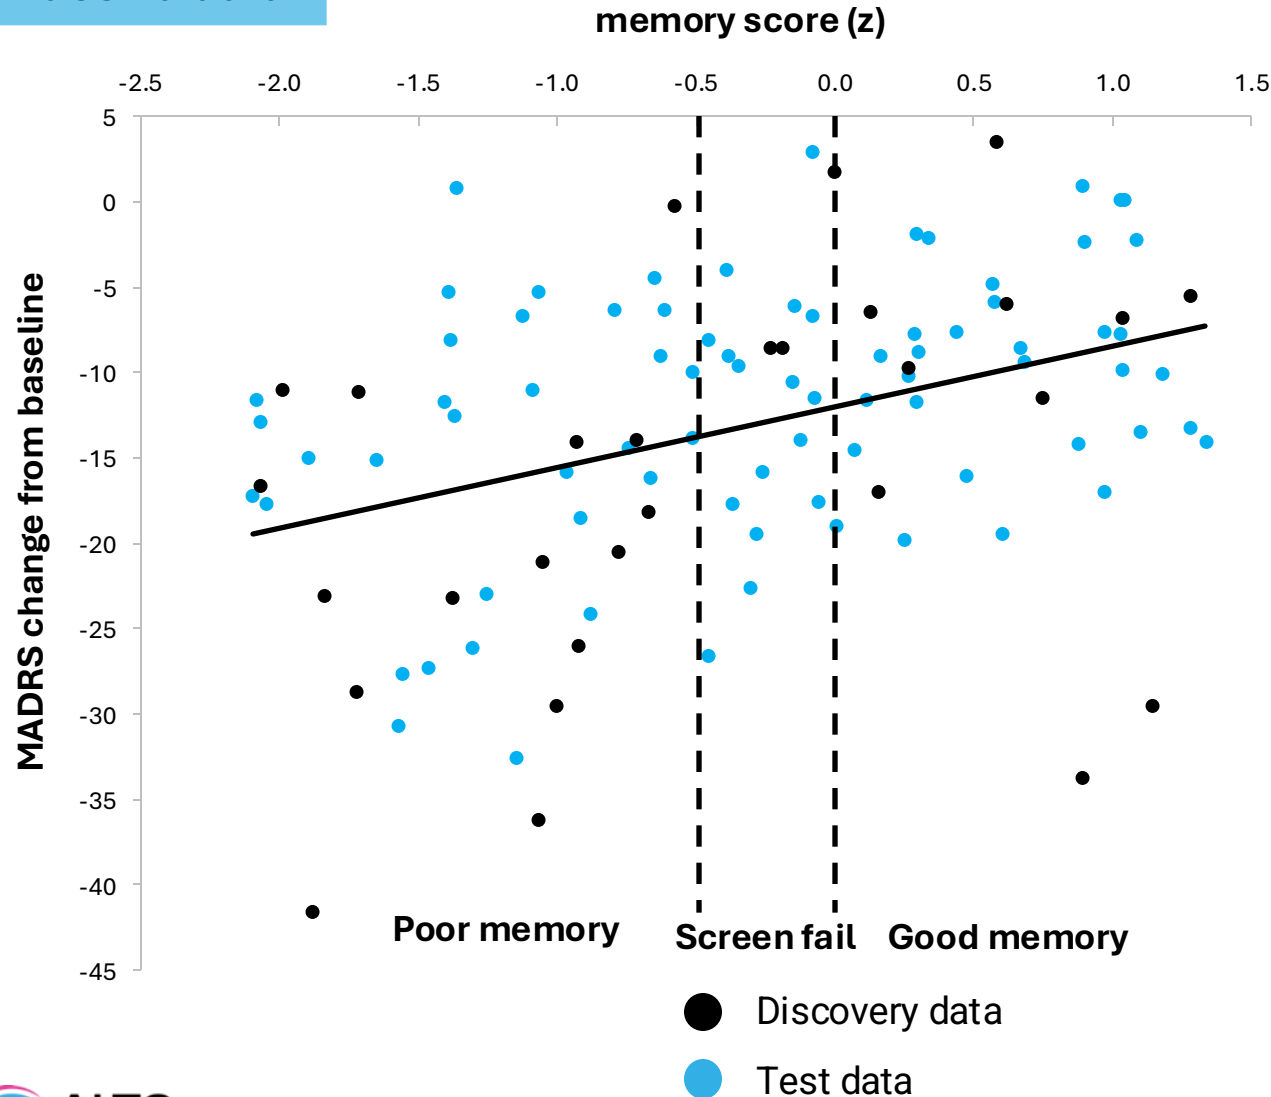 memory score (z)
-2.5 -2.0 -1.5 -1.0 -0.5 0.0 0.5 1.0 1.5
5
0
-5
-10
-15
-20
-25
-30
-35
-40
-45
MADRS change from baseline
Poor memory Screen fail Good memory
Discovery data
Test data